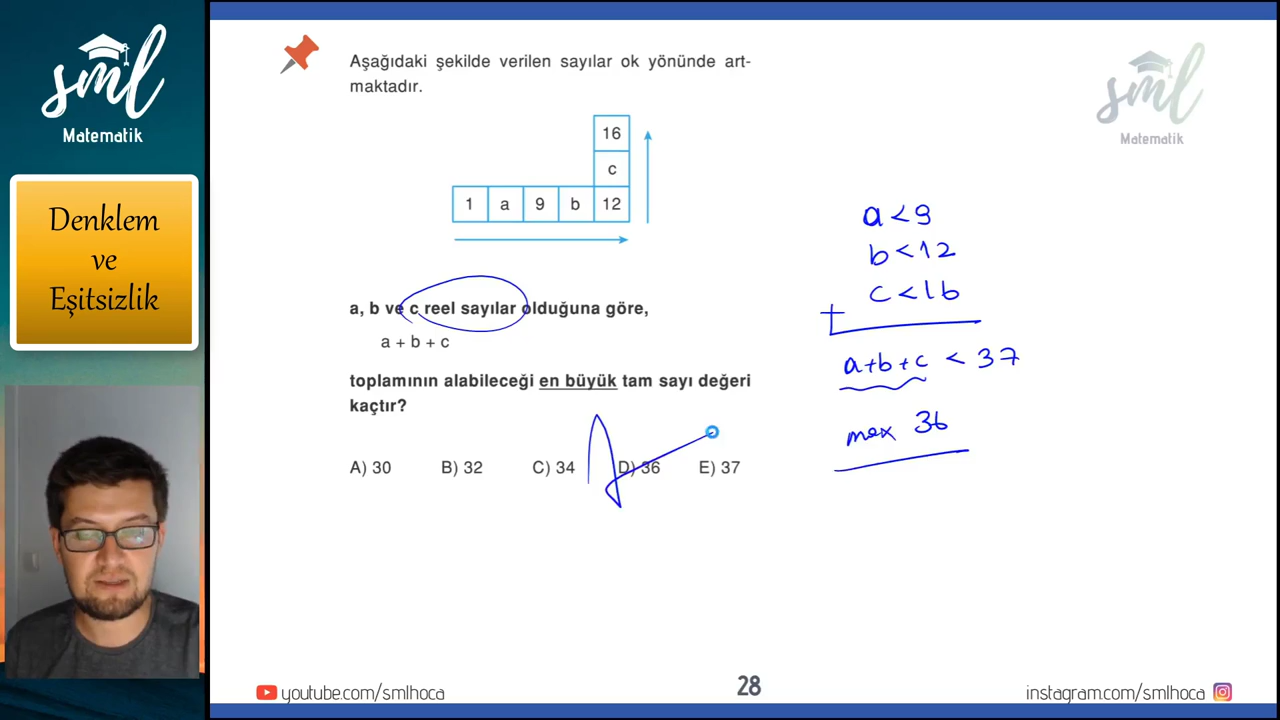 sml
Matematik
Denklem
ve
Eşitsizlik
Aşağıdaki şekilde verilen sayılar ok yönünde art-
maktadır.
16
c
1 a 9 b 12
a, b ve c reel sayılar olduğuna göre,
a + b + c
toplamının alabileceği en büyük tam sayı değeri
kaçtır?
A) 30 B) 32 C) 34 D) 36 E) 37
sml
Matematik
a < 9
b < 12
c < 16
+
a+b+c < 37
max 36
youtube.com/smlhoca
28
instagram.com/smlhoca